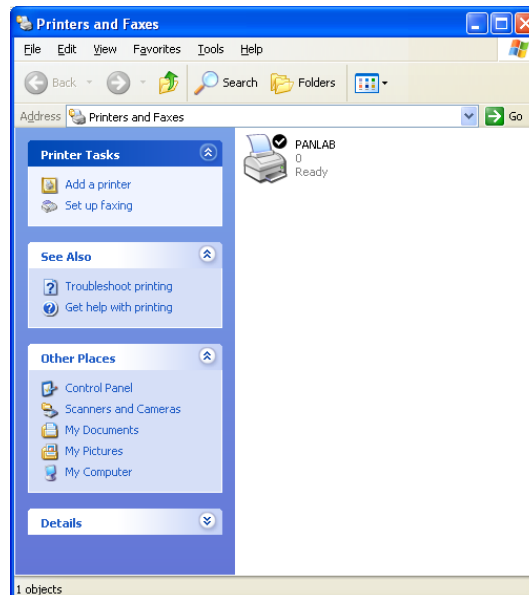 Printers and Faxes
File Edit View Favorites Tools Help
Back Search Folders
Address Printers and Faxes Go
Printer Tasks
Add a printer
Set up faxing
See Also
Troubleshoot printing
Get help with printing
Other Places
Control Panel
Scanners and Cameras
My Documents
My Pictures
My Computer
Details
PANLAB
0
Ready
1 objects